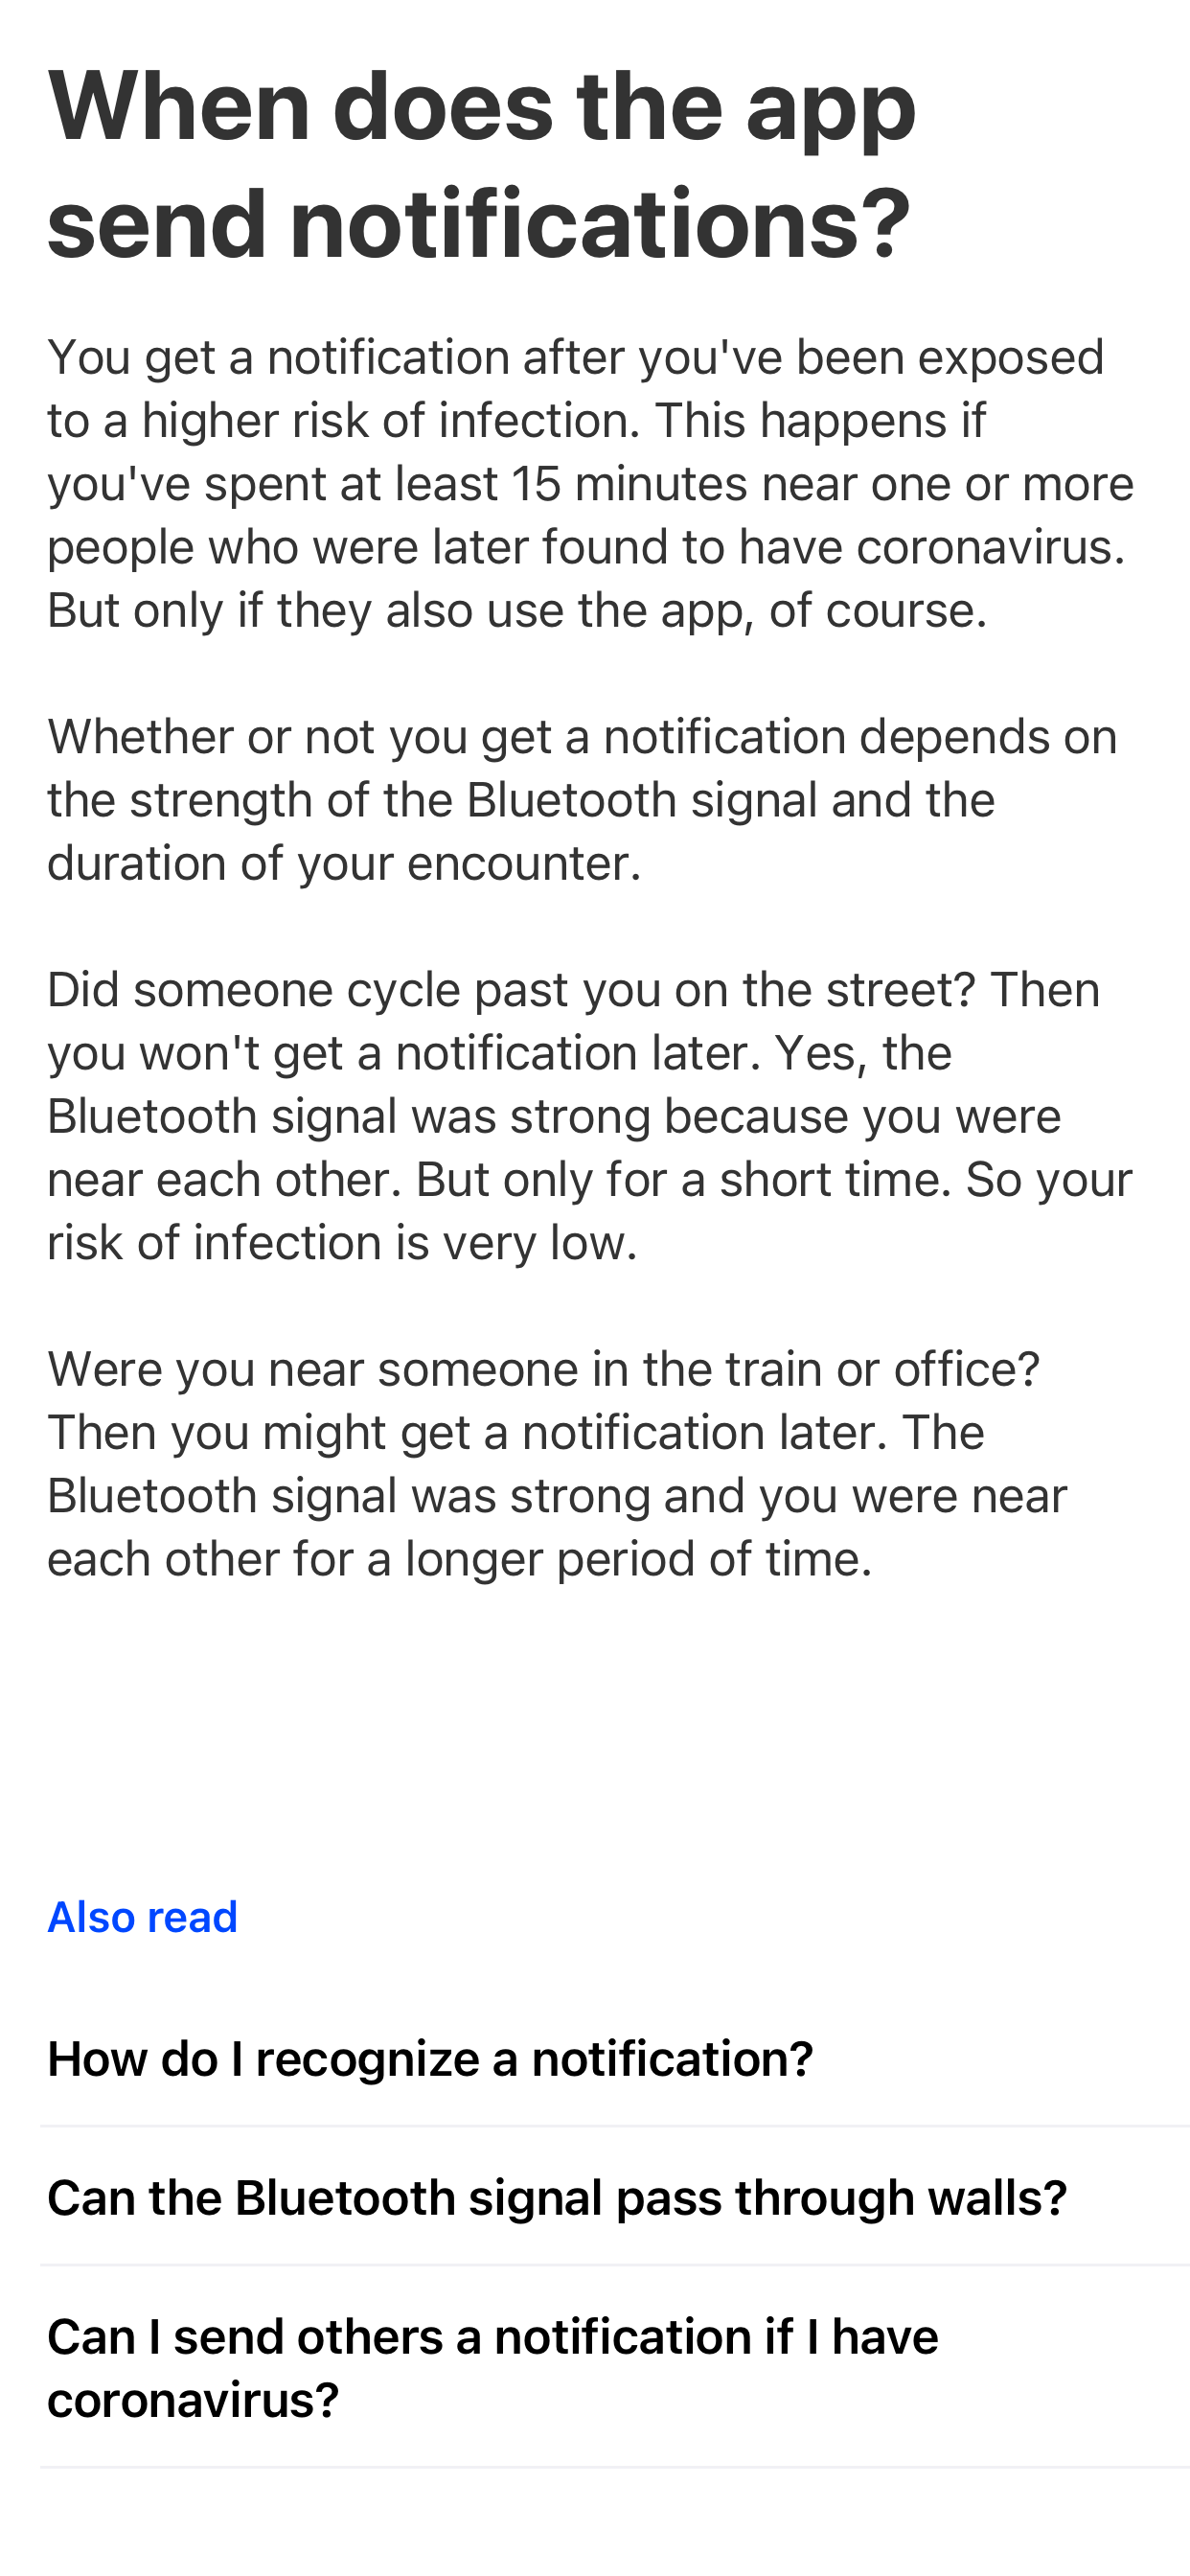 When does the app
send notifications?
You get a notification after you've been exposed
to a higher risk of infection. This happens if
you've spent at least 15 minutes near one or more
people who were later found to have coronavirus.
But only if they also use the app, of course.
Whether or not you get a notification depends on
the strength of the Bluetooth signal and the
duration of your encounter.
Did someone cycle past you on the street? Then
you won't get a notification later. Yes, the
Bluetooth signal was strong because you were
near each other. But only for a short time. So your
risk of infection is very low.
Were you near someone in the train or office?
Then you might get a notification later. The
Bluetooth signal was strong and you were near
each other for a longer period of time.
Also read
How do I recognize a notification?
Can the Bluetooth signal pass through walls?
Can I send others a notification if I have
coronavirus?